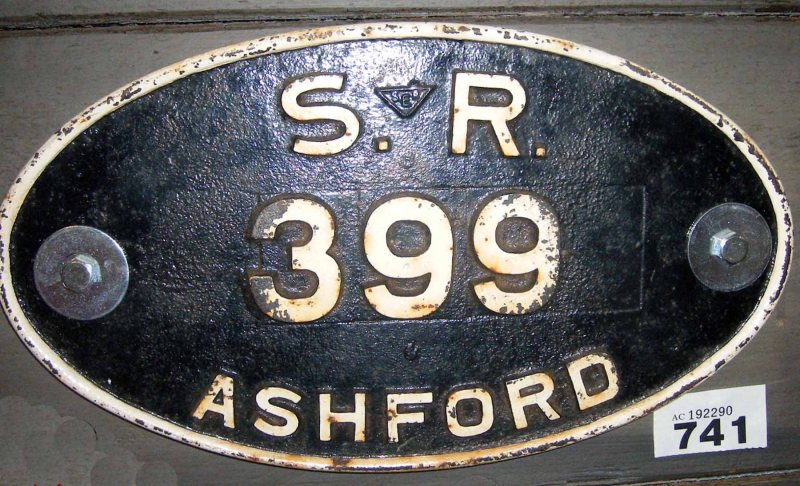 S. R.
399
ASHFORD
AC 192290
741